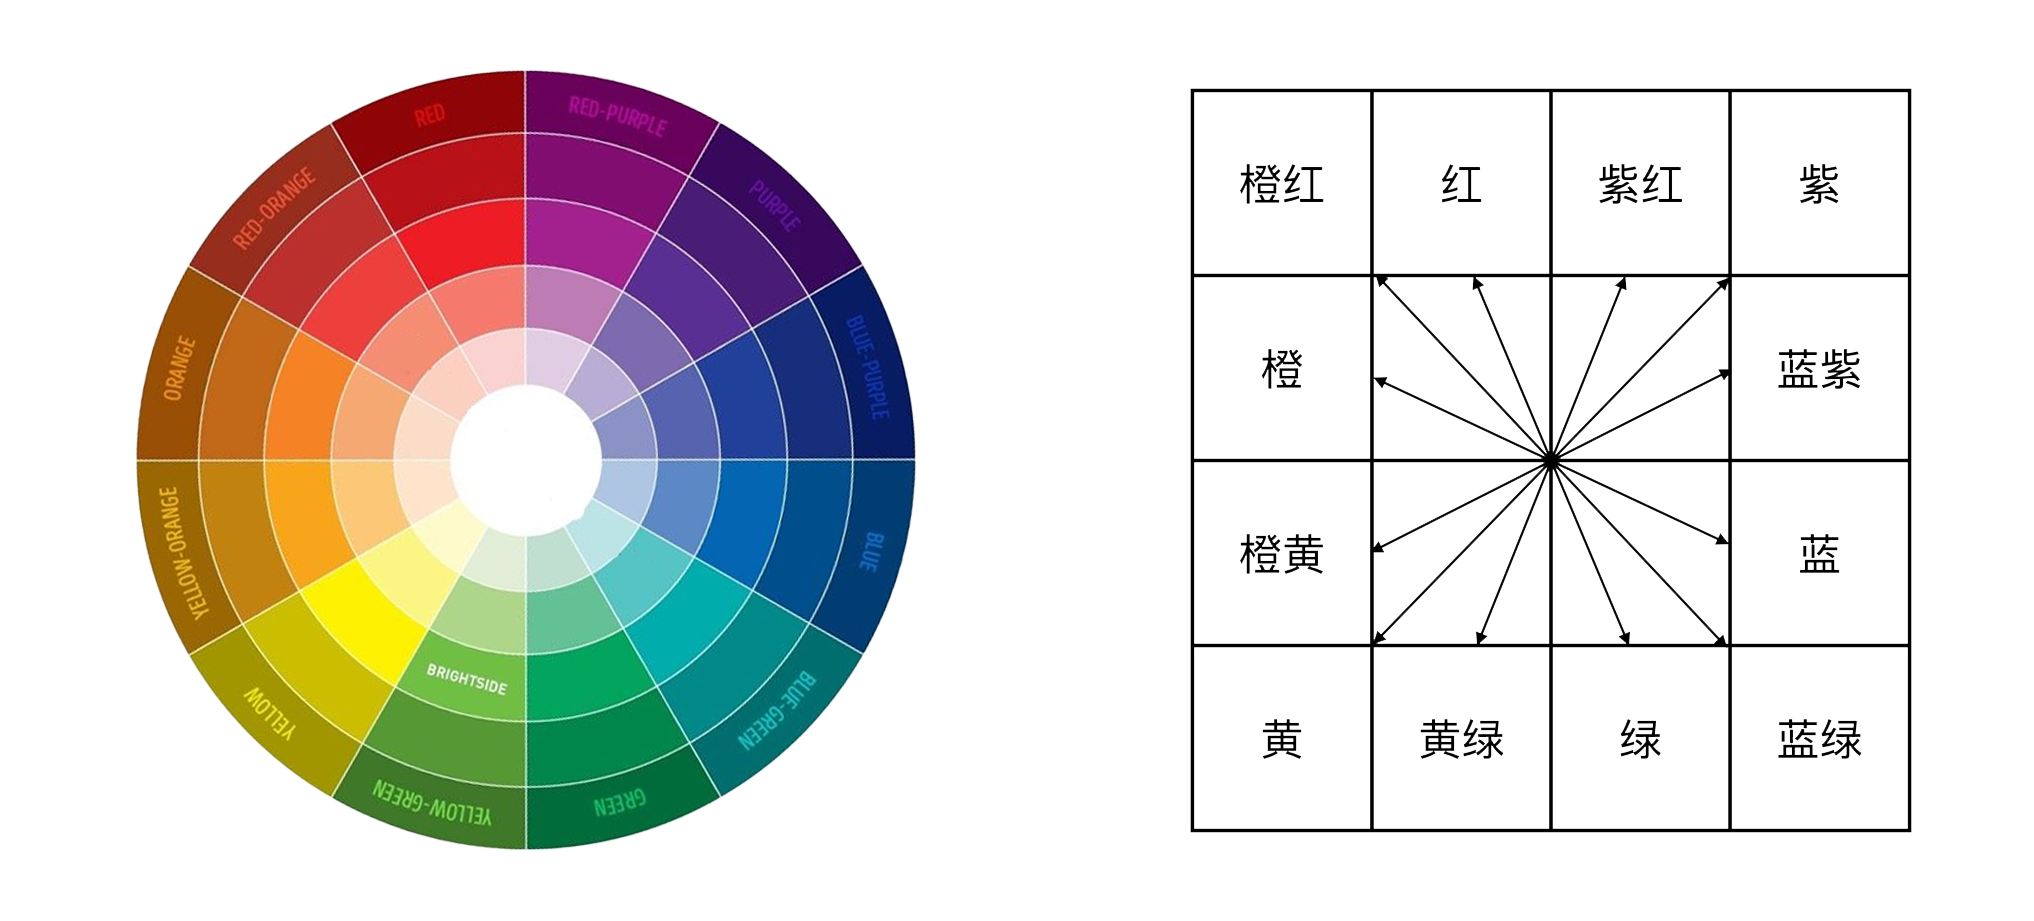 RED
RED-PURPLE
PURPLE
BLUE-PURPLE
BLUE
BLUE-GREEN
GREEN
YELLOW-GREEN
YELLOW
YELLOW-ORANGE
ORANGE
RED-ORANGE
BRIGHTSIDE
橙红 红 紫红 紫
橙 蓝紫
橙黄 蓝
黄 黄绿 绿 蓝绿